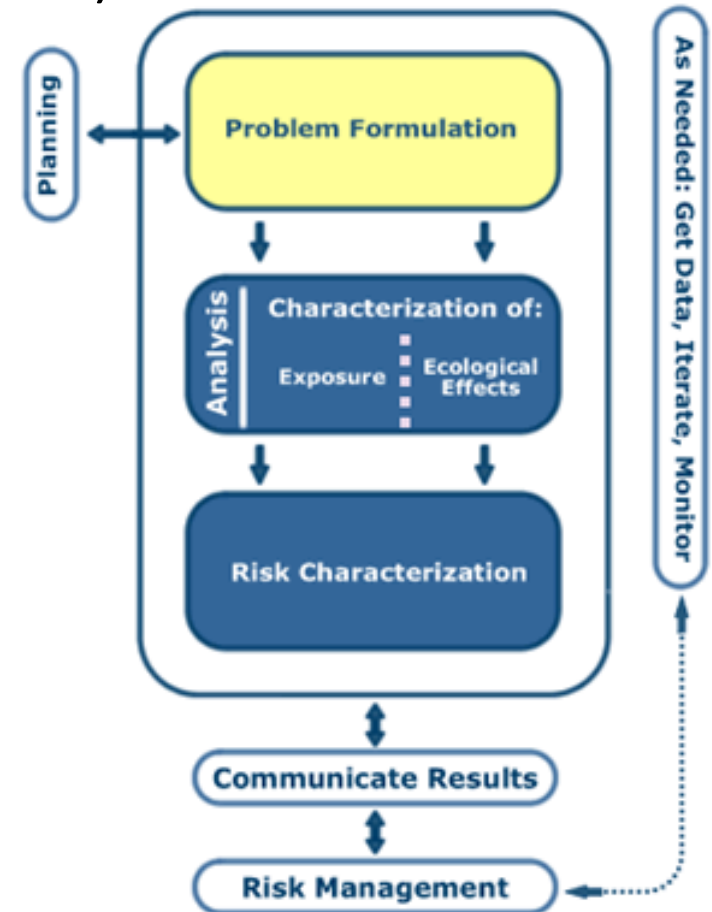 Planning
Problem Formulation
Analysis
Characterization of:
Exposure
Ecological
Effects
Risk Characterization
Communicate Results
Risk Management
As Needed: Get Data, Iterate, Monitor